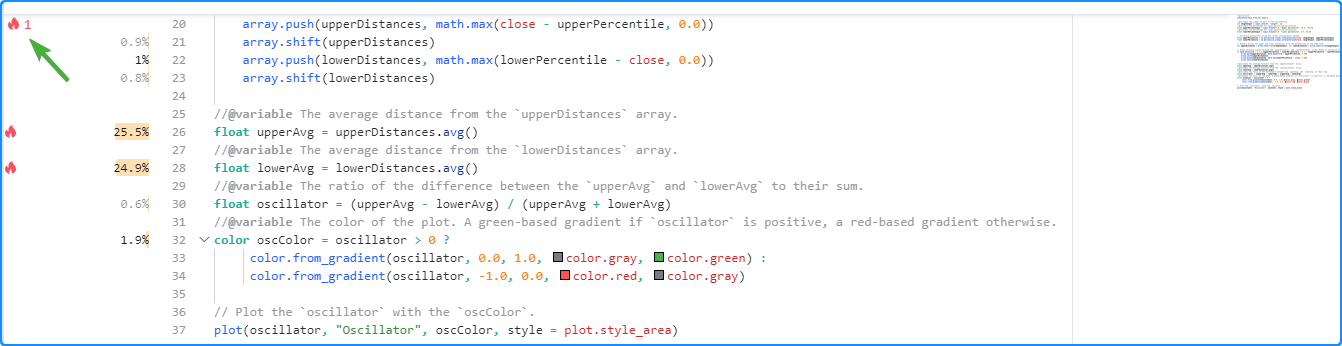 1 20 array.push(upperDistances, math.max(close - upperPercentile, 0.0))
0.9% 21 array.shift(upperDistances)
1% 22 array.push(lowerDistances, math.max(lowerPercentile - close, 0.0))
0.8% 23 array.shift(lowerDistances)
24
25 //@variable The average distance from the `upperDistances` array.
25.5% 26 float upperAvg = upperDistances.avg()
27 //@variable The average distance from the `lowerDistances` array.
24.9% 28 float lowerAvg = lowerDistances.avg()
29 //@variable The ratio of the difference between the `upperAvg` and `lowerAvg` to their sum.
0.6% 30 float oscillator = (upperAvg - lowerAvg) / (upperAvg + lowerAvg)
31 //@variable The color of the plot. A green-based gradient if `oscillator` is positive, a red-based gradient otherwise.
1.9% 32 color oscColor = oscillator > 0 ?
33 color.from_gradient(oscillator, 0.0, 1.0, color.gray, color.green) :
34 color.from_gradient(oscillator, -1.0, 0.0, color.red, color.gray)
35
36 // Plot the `oscillator` with the `oscColor`.
37 plot(oscillator, "Oscillator", oscColor, style = plot.style_area)